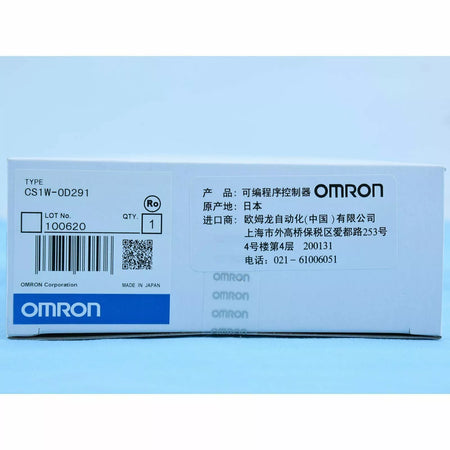 TYPE
CS1W-OD291
Ro
LOT No.
QTY.
100620
1
OMRON Corporation
MADE IN JAPAN
OMRON
产 品: 可编程序控制器 OMRON
原产地: 日本
进口商: 欧姆龙自动化(中国)有限公司
上海市外高桥保税区爱都路253号
4号楼第4层 200131
电话: 021-61006051
OMRON
OMRON
OMRON